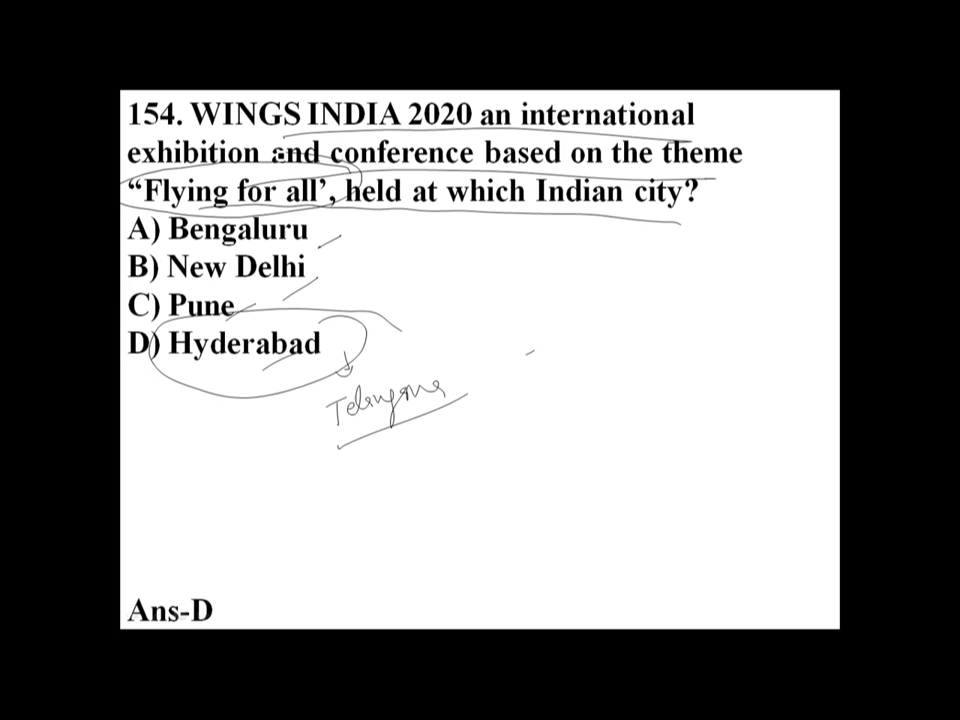 154. WINGS INDIA 2020 an international
exhibition and conference based on the theme
“Flying for all’, held at which Indian city?
A) Bengaluru
B) New Delhi
C) Pune
D) Hyderabad
Telangana
Ans-D